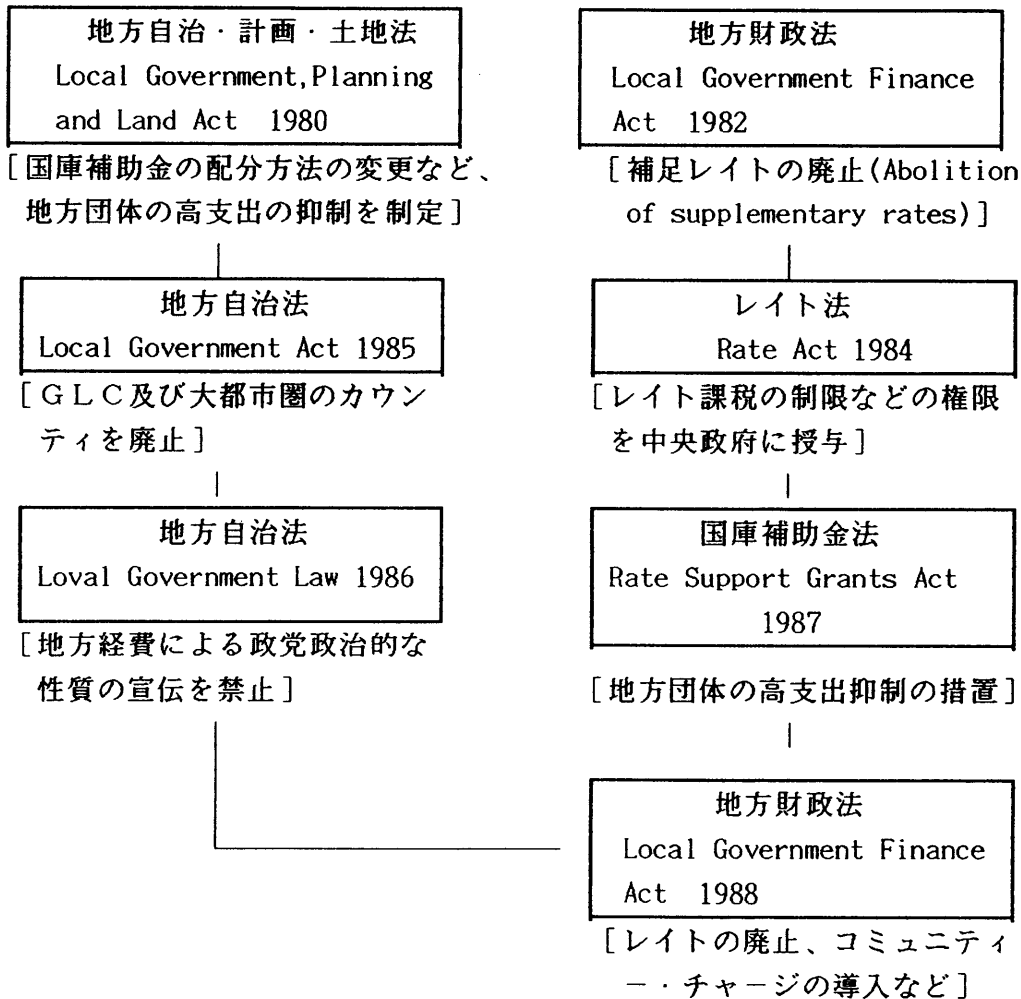 地方自治・計画・土地法
Local Government,Planning
and Land Act 1980
[国庫補助金の配分方法の変更など、
地方団体の高支出の抑制を制定]
地方自治法
Local Government Act 1985
[GLC及び大都市圏のカウン
ティを廃止]
地方自治法
Loval Government Law 1986
[地方経費による政党政治的な
性質の宣伝を禁止]
地方財政法
Local Government Finance
Act 1982
[補足レイトの廃止(Abolition
of supplementary rates)]
レイト法
Rate Act 1984
[レイト課税の制限などの権限
を中央政府に授与]
国庫補助金法
Rate Support Grants Act
1987
[地方団体の高支出抑制の措置]
地方財政法
Local Government Finance
Act 1988
[レイトの廃止、コミュニティ
ー・チャージの導入など]